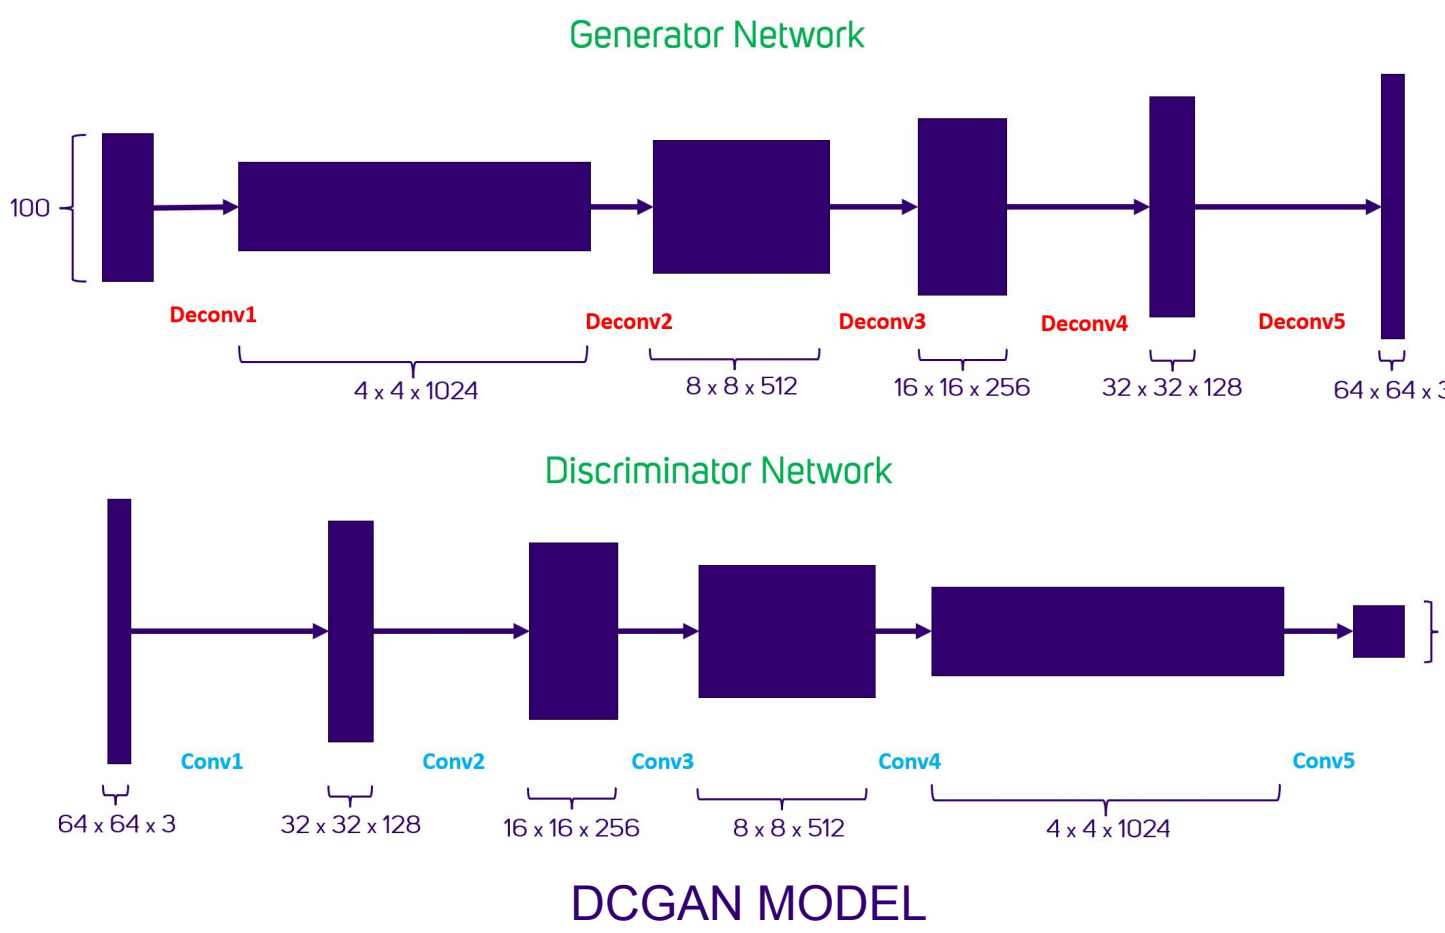 Generator Network
100
Deconv1
Deconv2
Deconv3
Deconv4
Deconv5
4 x 4 x 1024
8 x 8 x 512
16 x 16 x 256
32 x 32 x 128
64 x 64 x 3
Discriminator Network
Conv1
Conv2
Conv3
Conv4
Conv5
64 x 64 x 3
32 x 32 x 128
16 x 16 x 256
8 x 8 x 512
4 x 4 x 1024
DCGAN MODEL